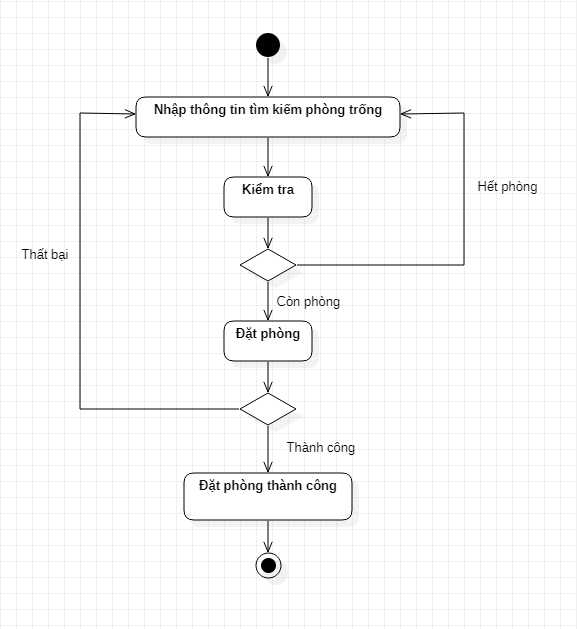 Nhập thông tin tìm kiếm phòng trống
Kiểm tra
Hết phòng
Thất bại
Còn phòng
Đặt phòng
Thành công
Đặt phòng thành công